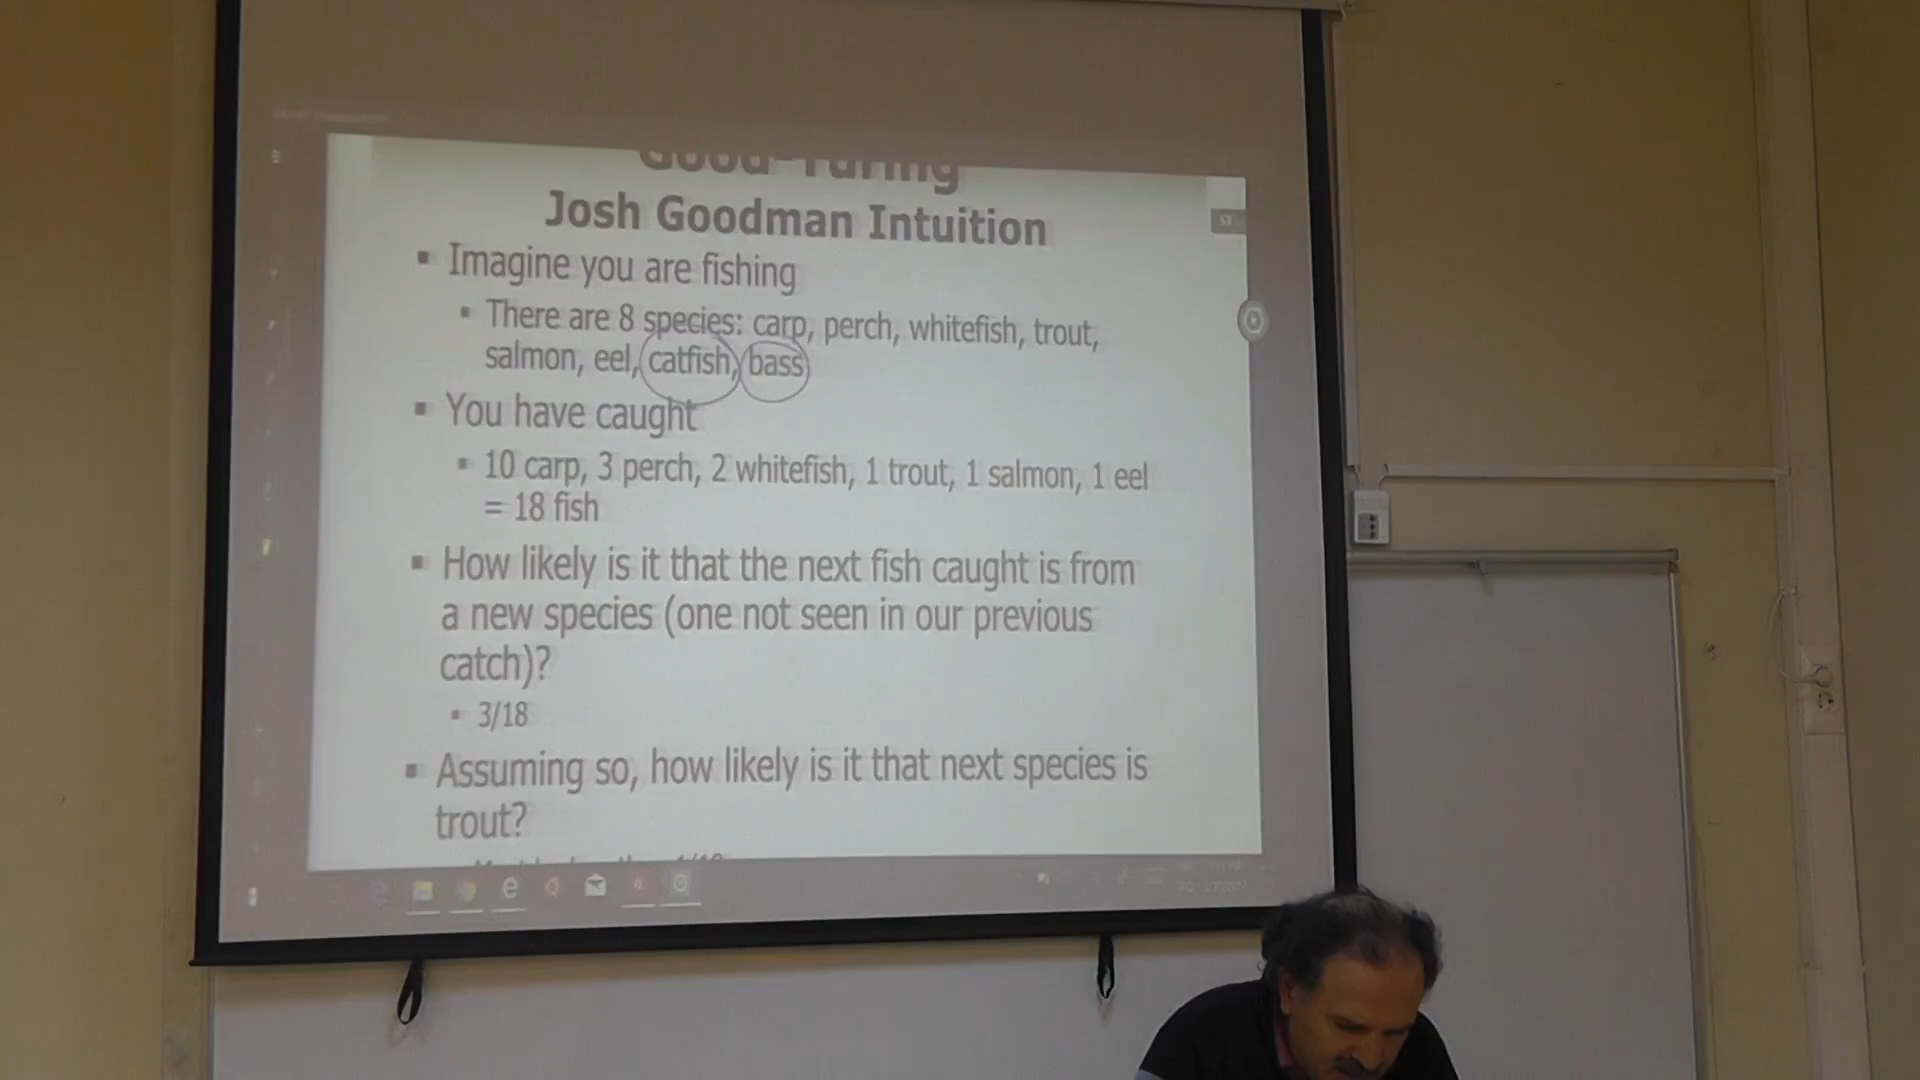 Good-Turing
Josh Goodman Intuition
Imagine you are fishing
There are 8 species: carp, perch, whitefish, trout,
salmon, eel, catfish, bass
You have caught
10 carp, 3 perch, 2 whitefish, 1 trout, 1 salmon, 1 eel
= 18 fish
How likely is it that the next fish caught is from
a new species (one not seen in our previous
catch)?
3/18
Assuming so, how likely is it that next species is
trout?